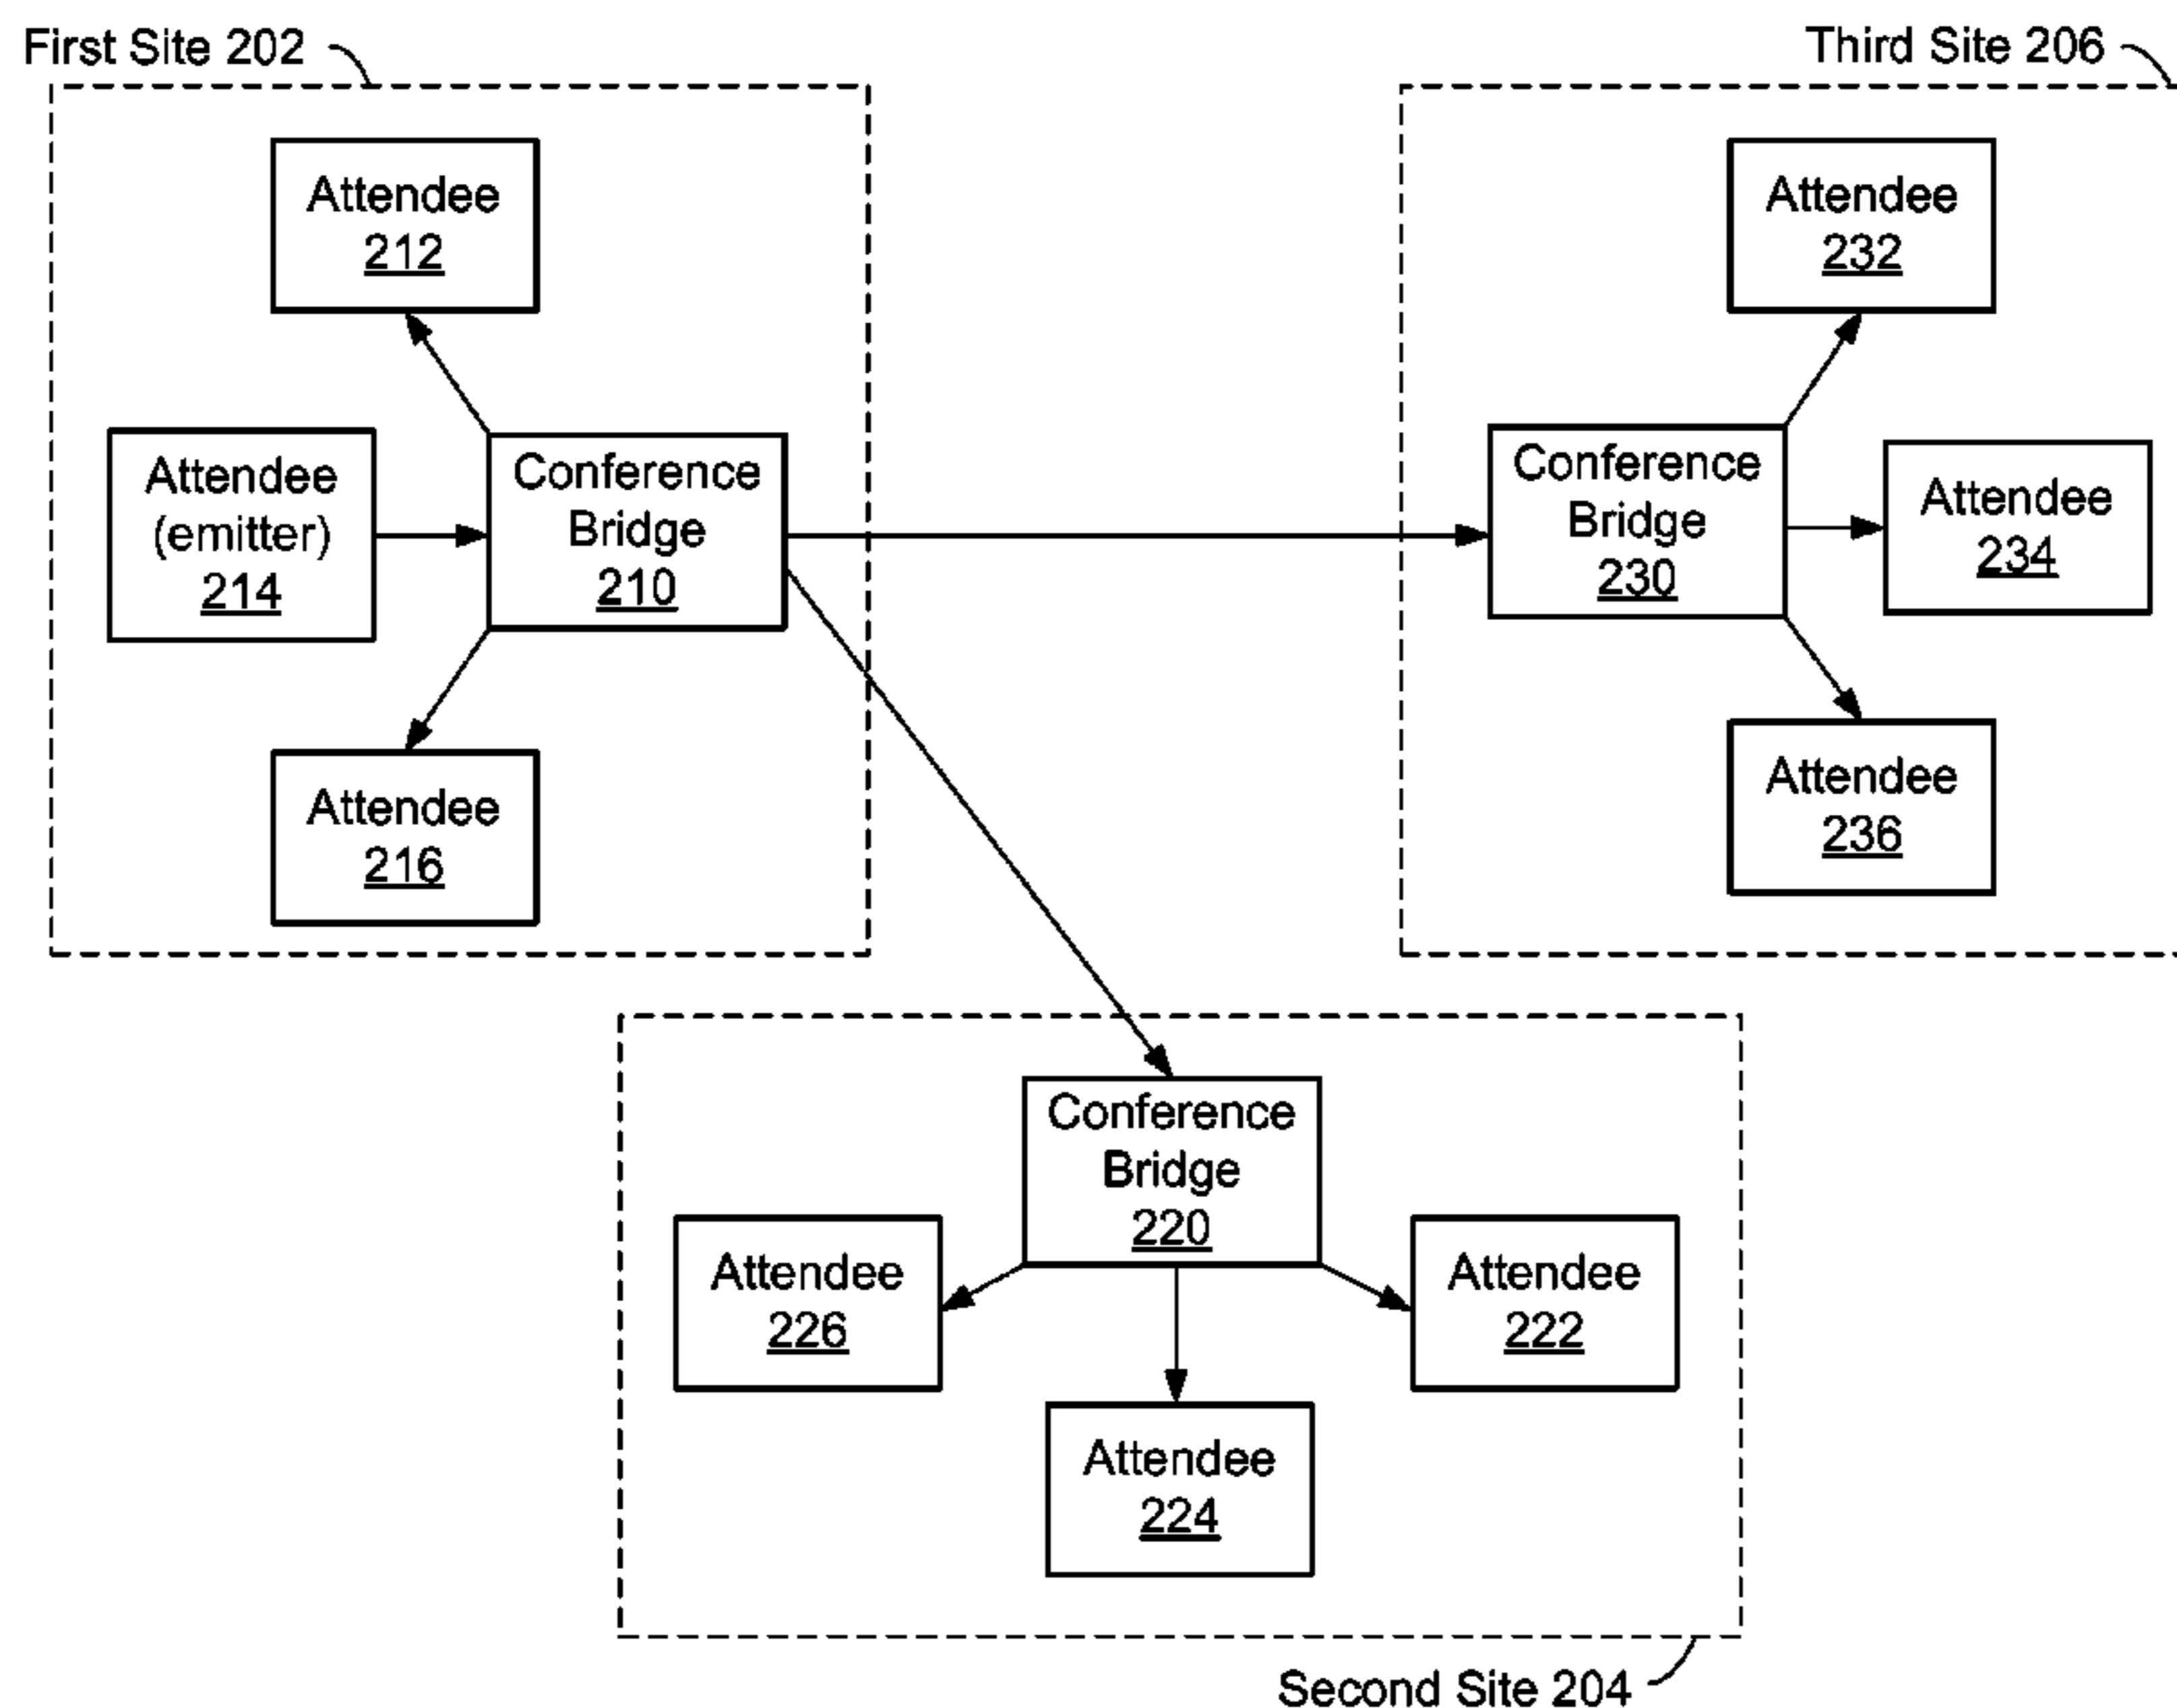 First Site 202
Third Site 206
Attendee
212
Attendee
(emitter)
214
Conference
Bridge
210
Attendee
216
Attendee
232
Conference
Bridge
230
Attendee
234
Attendee
236
Conference
Bridge
220
Attendee
226
Attendee
222
Attendee
224
Second Site 204